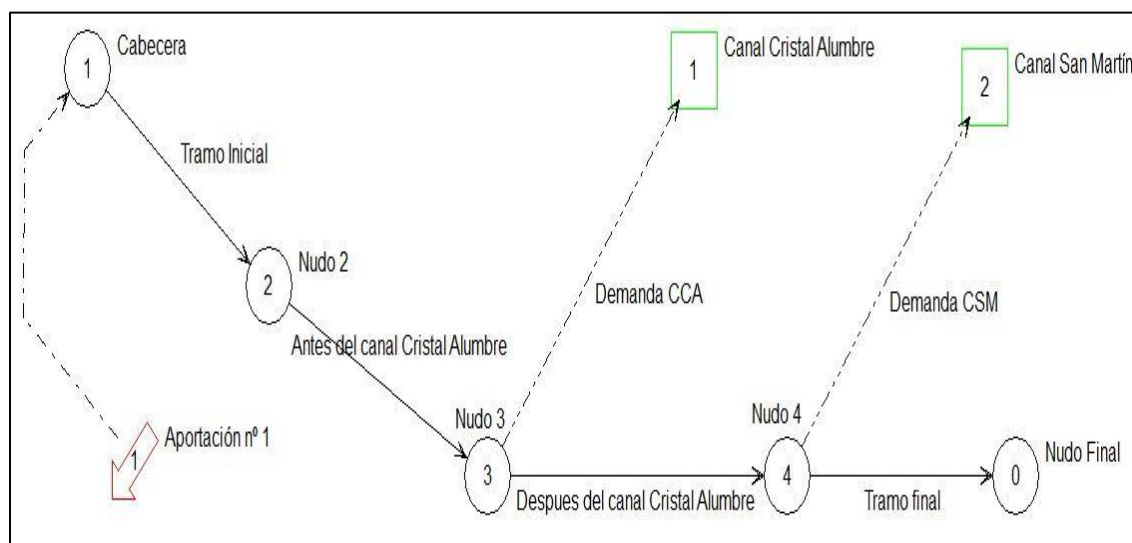 Cabecera
1
Canal Cristal Alumbre
1
Canal San Martín
2
Tramo Inicial
Nudo 2
2
Demanda CCA
Demanda CSM
Antes del canal Cristal Alumbre
Nudo 3
3
Nudo 4
4
Nudo Final
0
Aportación nº 1
1
Despues del canal Cristal Alumbre
Tramo final